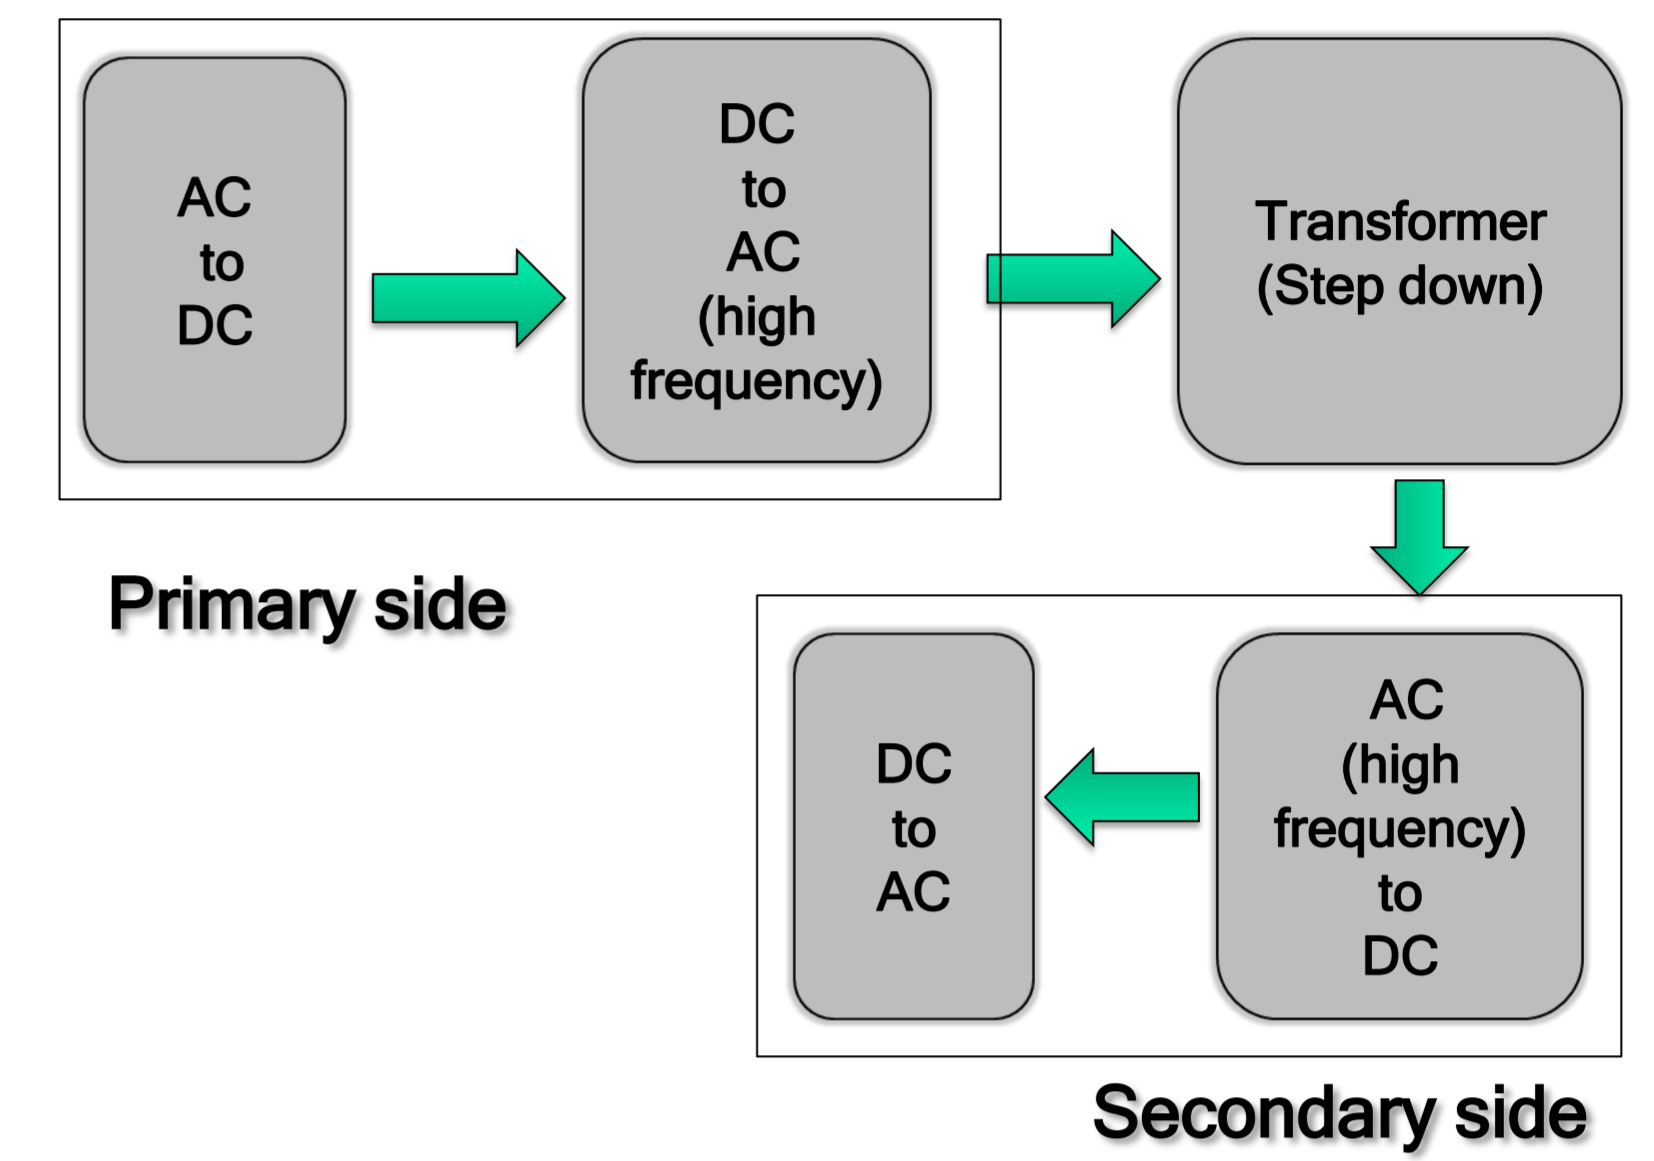 AC
to
DC
DC
to
AC
(high
frequency)
Transformer
(Step down)
Primary side
DC
to
AC
AC
(high
frequency)
to
DC
Secondary side